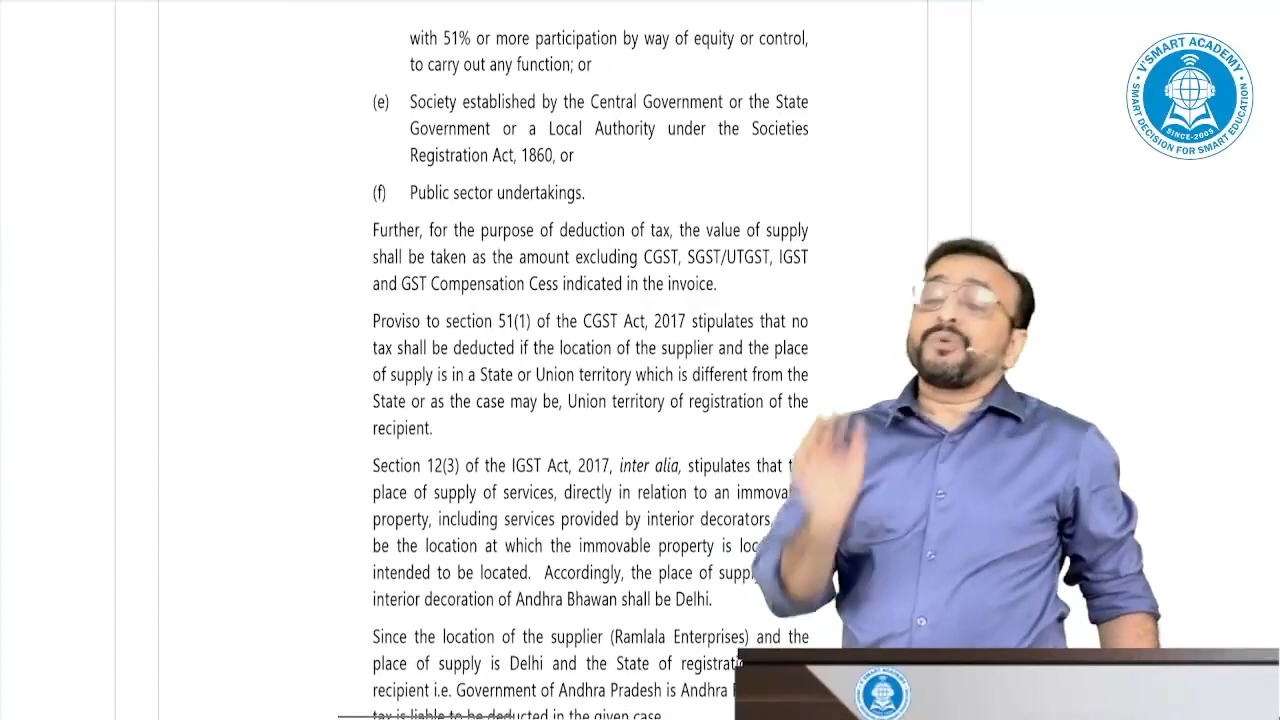 with 51% or more participation by way of equity or control,
to carry out any function; or
(e) Society established by the Central Government or the State
Government or a Local Authority under the Societies
Registration Act, 1860, or
(f) Public sector undertakings.
Further, for the purpose of deduction of tax, the value of supply
shall be taken as the amount excluding CGST, SGST/UTGST, IGST
and GST Compensation Cess indicated in the invoice.
Proviso to section 51(1) of the CGST Act, 2017 stipulates that no
tax shall be deducted if the location of the supplier and the place
of supply is in a State or Union territory which is different from the
State or as the case may be, Union territory of registration of the
recipient.
Section 12(3) of the IGST Act, 2017, inter alia, stipulates that
place of supply of services, directly in relation to an
property, including services provided by interior decorators,
be the location at which the immovable property is
intended to be located. Accordingly, the place of
interior decoration of Andhra Bhawan shall be Delhi.
Since the location of the supplier (Ramlala Enterprises) and the
place of supply is Delhi and the State of
recipient i.e. Government of Andhra Pradesh is Andhra
tax is liable to be deducted in the given case
V'SMART ACADEMY
SINCE-2005
SMART DECISION FOR SMART EDUCATION